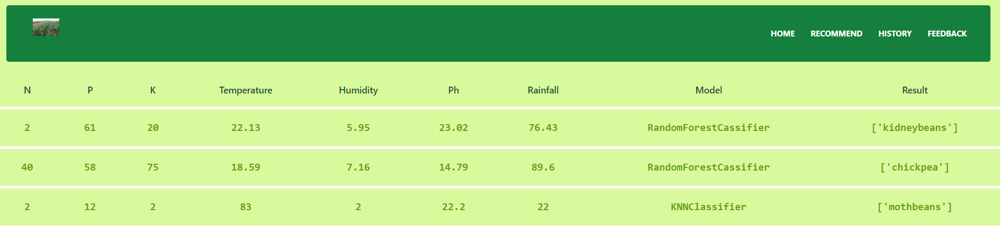 HOME RECOMMEND HISTORY FEEDBACK
N P K Temperature Humidity Ph Rainfall Model Result
2 61 20 22.13 5.95 23.02 76.43 RandomForestCassifier ['kidneybeans']
40 58 75 18.59 7.16 14.79 89.6 RandomForestCassifier ['chickpea']
2 12 2 83 2 22.2 22 KNNClassifier ['mothbeans']